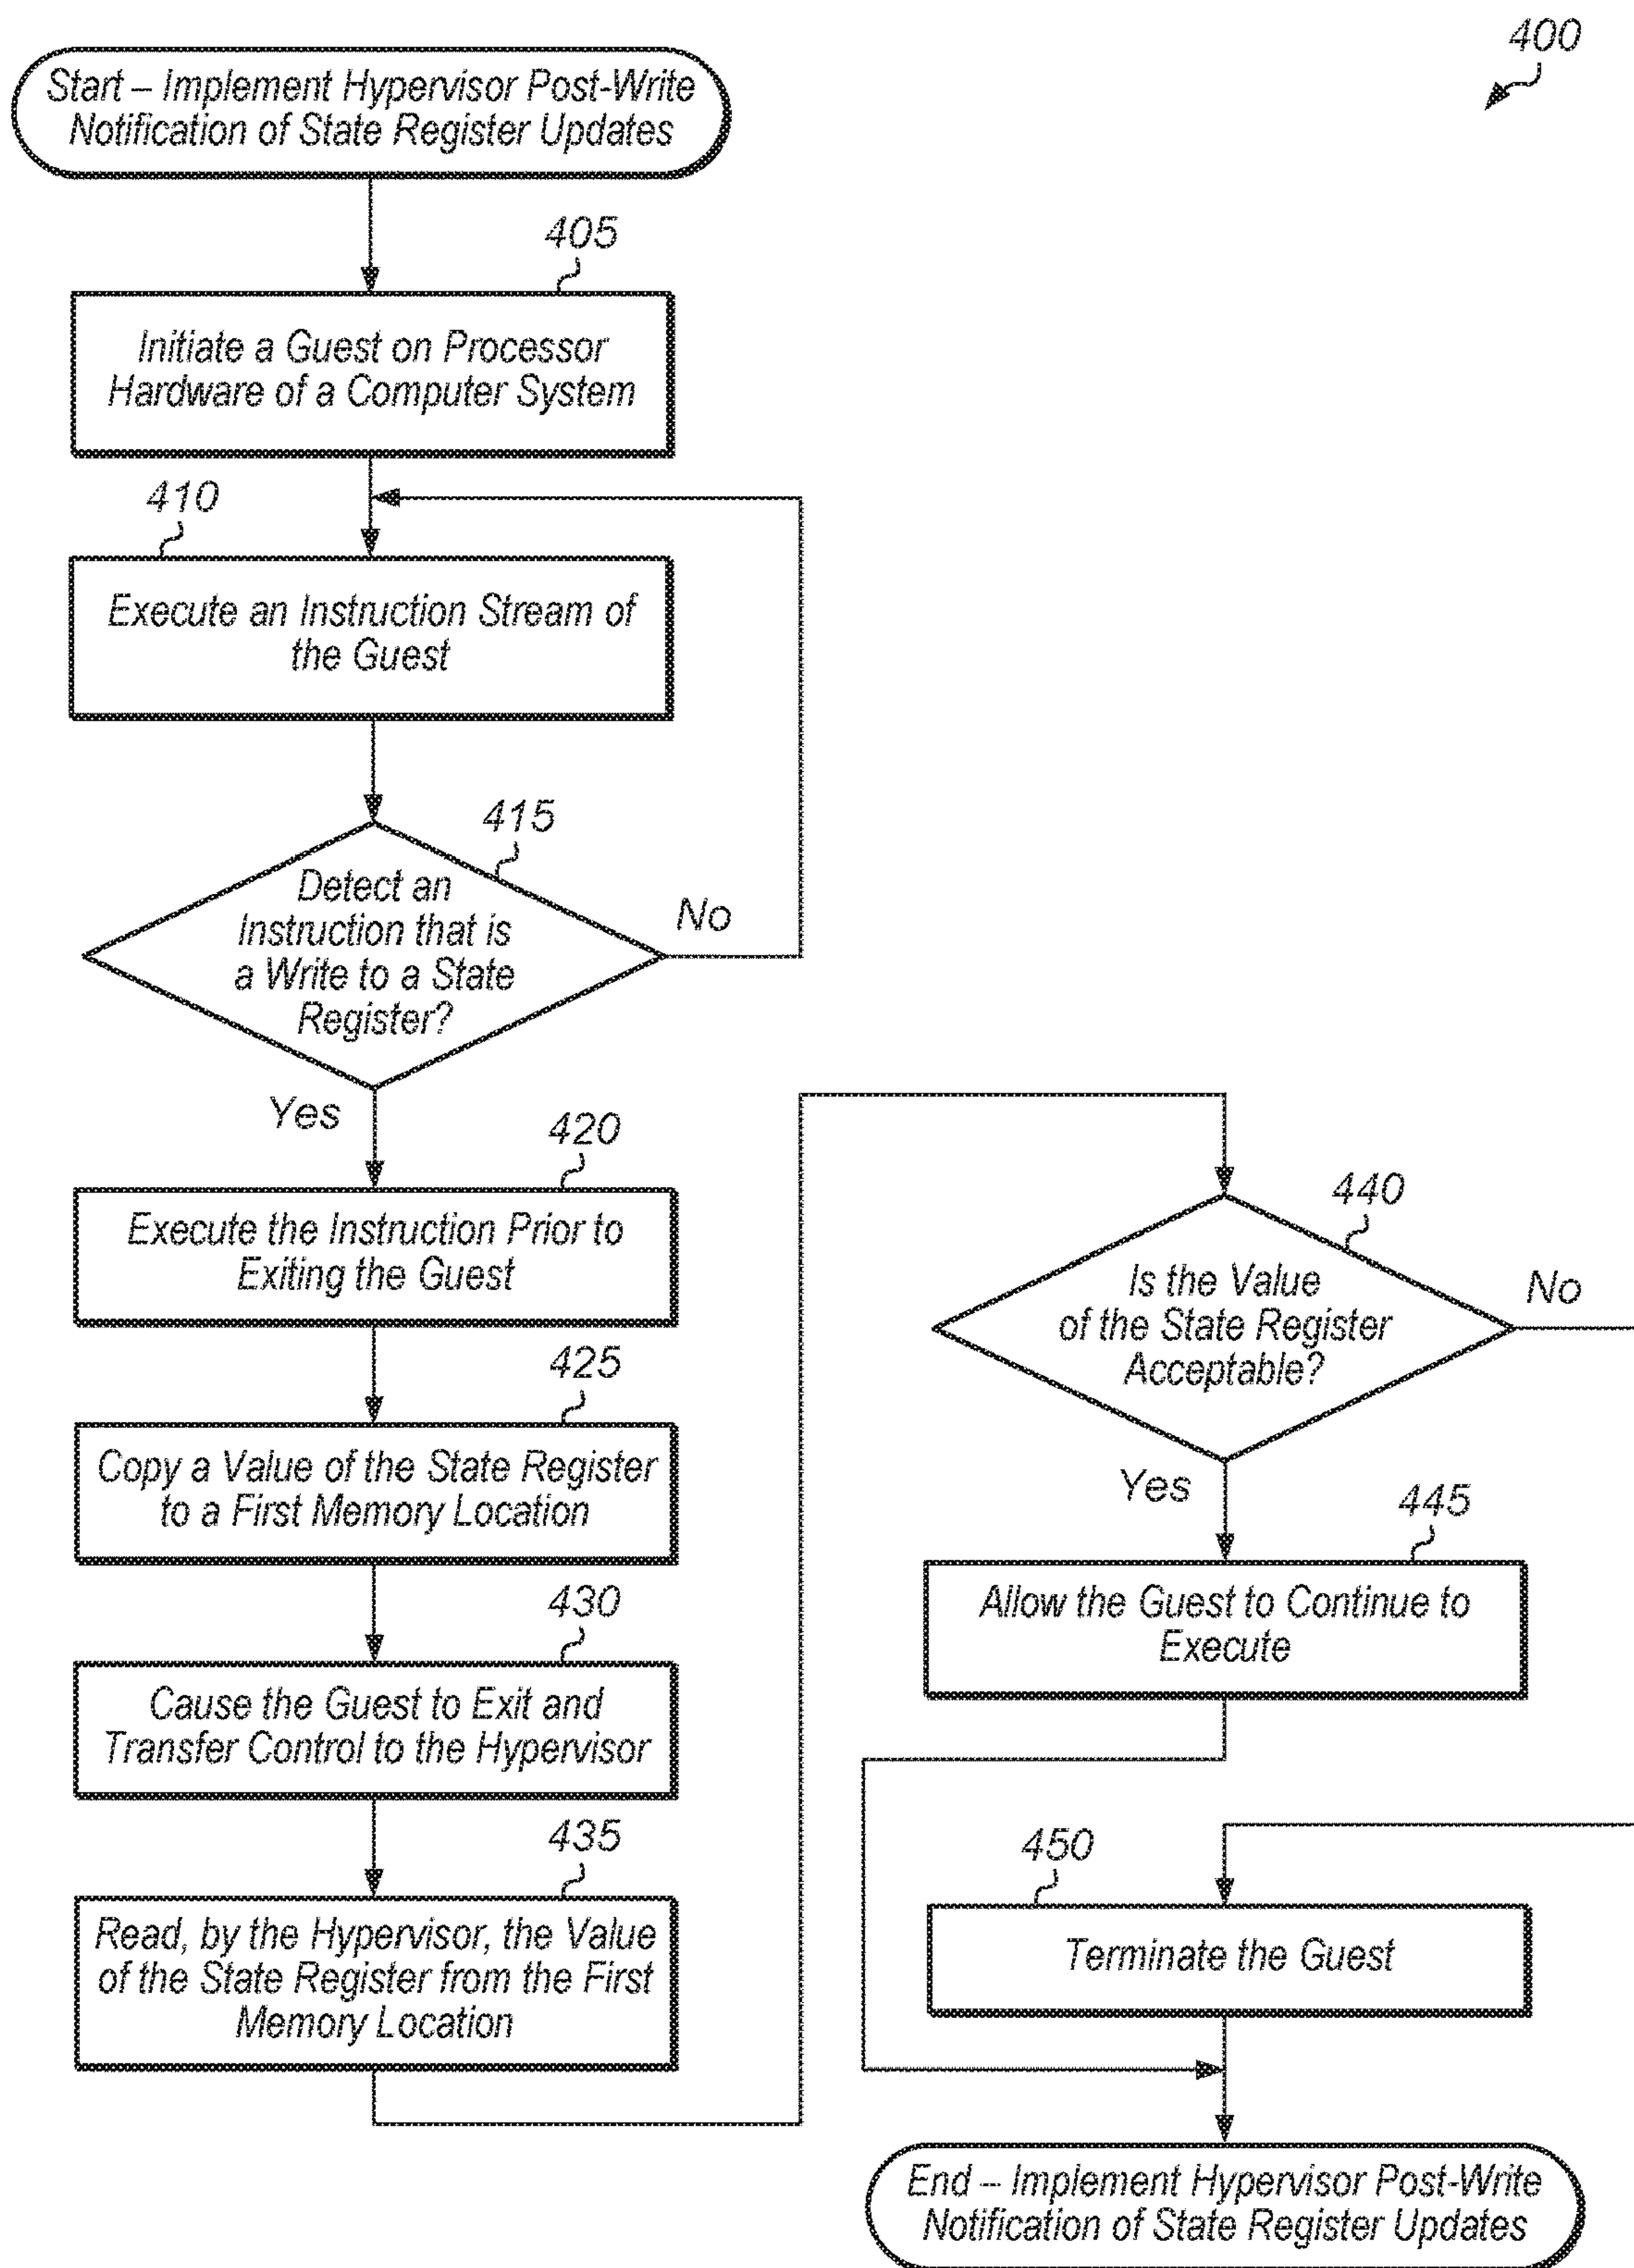 400
Start – Implement Hypervisor Post-Write
Notification of State Register Updates
405
Initiate a Guest on Processor
Hardware of a Computer System
410
Execute an Instruction Stream of
the Guest
415
Detect an
Instruction that is
a Write to a State
Register?
No
Yes
420
Execute the Instruction Prior to
Exiting the Guest
425
Copy a Value of the State Register
to a First Memory Location
430
Cause the Guest to Exit and
Transfer Control to the Hypervisor
435
Read, by the Hypervisor, the Value
of the State Register from the First
Memory Location
440
Is the Value
of the State Register
Acceptable?
No
Yes
445
Allow the Guest to Continue to
Execute
450
Terminate the Guest
End – Implement Hypervisor Post-Write
Notification of State Register Updates